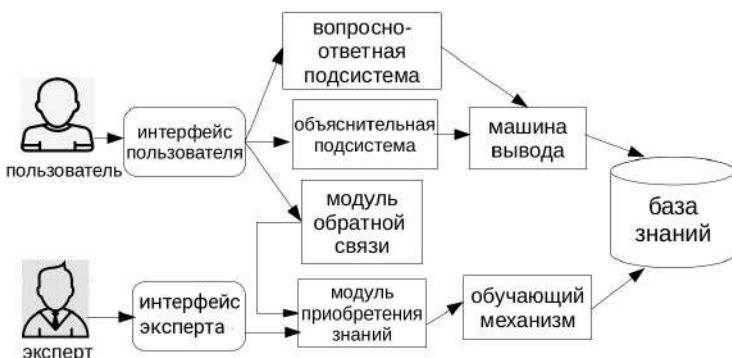 вопросно-
ответная
подсистема
интерфейс
пользователя
объяснительная
подсистема
машина
вывода
пользователь
модуль
обратной
связи
база
знаний
интерфейс
эксперта
модуль
приобретения
знаний
обучающий
механизм
эксперт